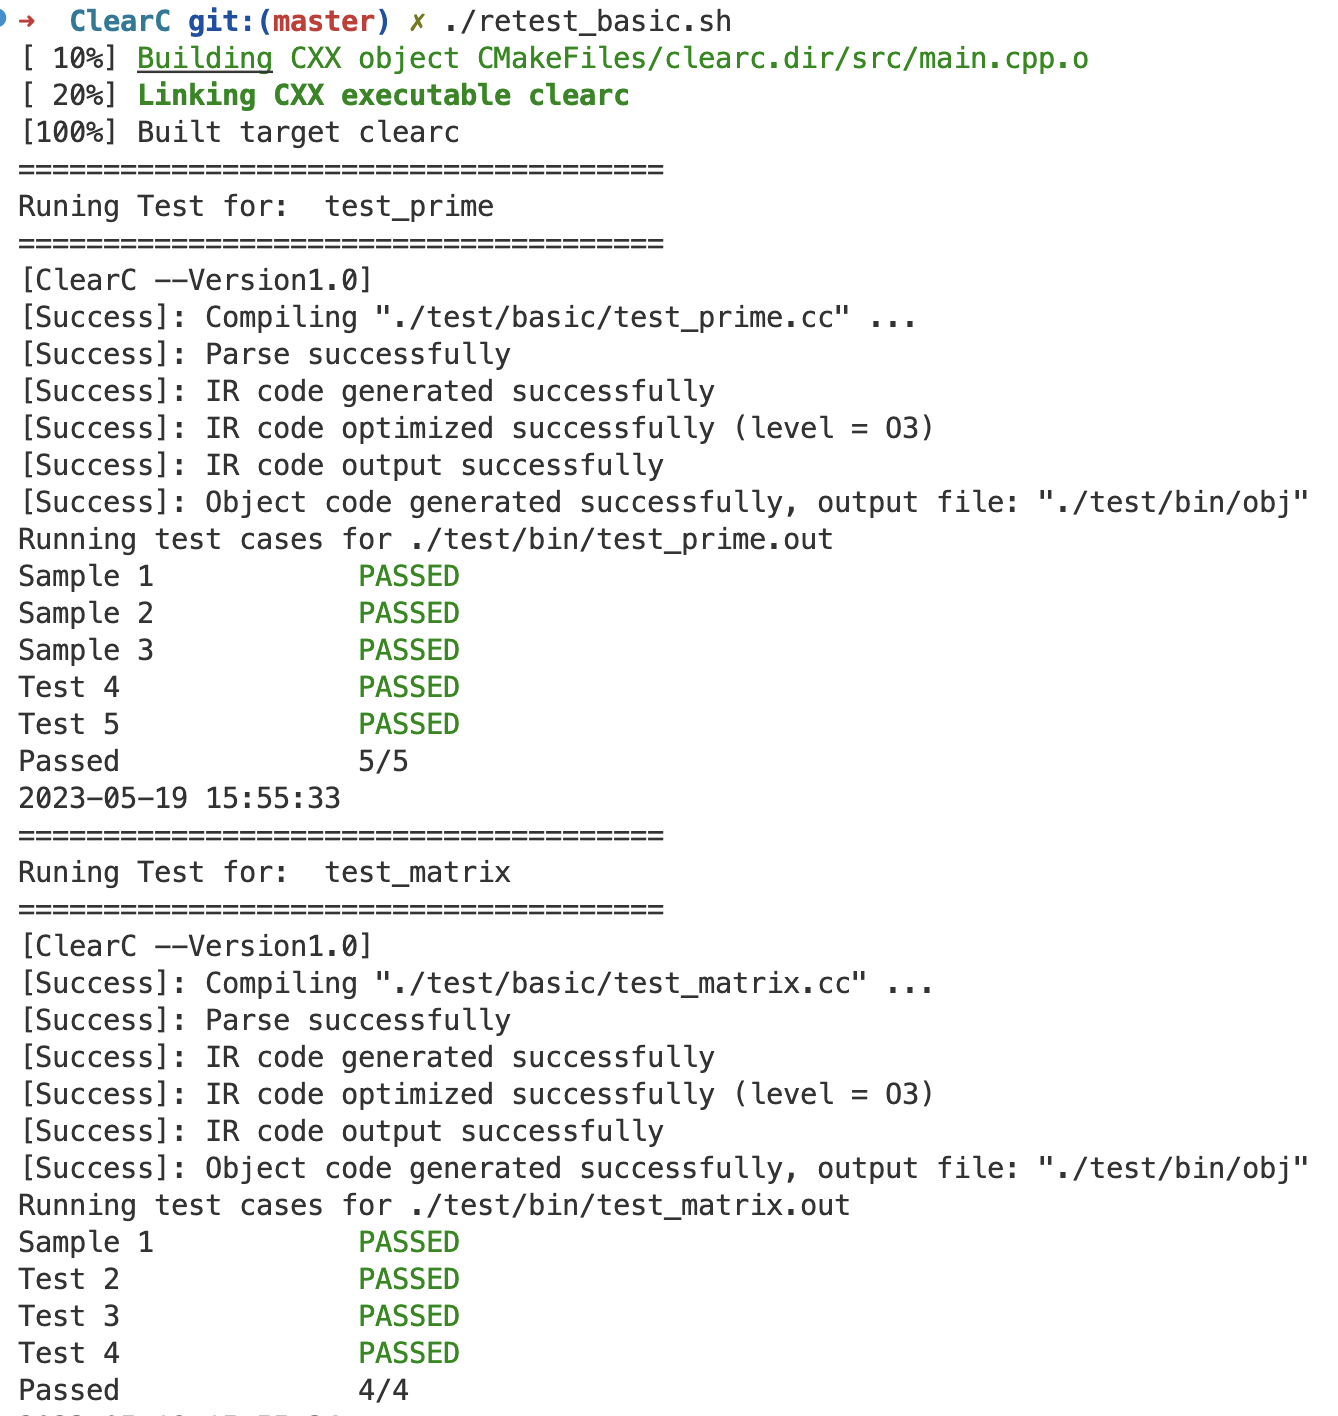 ➜  ClearC git:(master) ✗ ./retest_basic.sh
[ 10%] Building CXX object CMakeFiles/clearc.dir/src/main.cpp.o
[ 20%] Linking CXX executable clearc
[100%] Built target clearc
======================================
Runing Test for:  test_prime
======================================
[ClearC --Version1.0]
[Success]: Compiling "./test/basic/test_prime.cc" ...
[Success]: Parse successfully
[Success]: IR code generated successfully
[Success]: IR code optimized successfully (level = O3)
[Success]: IR code output successfully
[Success]: Object code generated successfully, output file: "./test/bin/obj"
Running test cases for ./test/bin/test_prime.out
Sample 1            PASSED
Sample 2            PASSED
Sample 3            PASSED
Test 4              PASSED
Test 5              PASSED
Passed              5/5
2023-05-19 15:55:33
======================================
Runing Test for:  test_matrix
======================================
[ClearC --Version1.0]
[Success]: Compiling "./test/basic/test_matrix.cc" ...
[Success]: Parse successfully
[Success]: IR code generated successfully
[Success]: IR code optimized successfully (level = O3)
[Success]: IR code output successfully
[Success]: Object code generated successfully, output file: "./test/bin/obj"
Running test cases for ./test/bin/test_matrix.out
Sample 1            PASSED
Test 2              PASSED
Test 3              PASSED
Test 4              PASSED
Passed              4/4